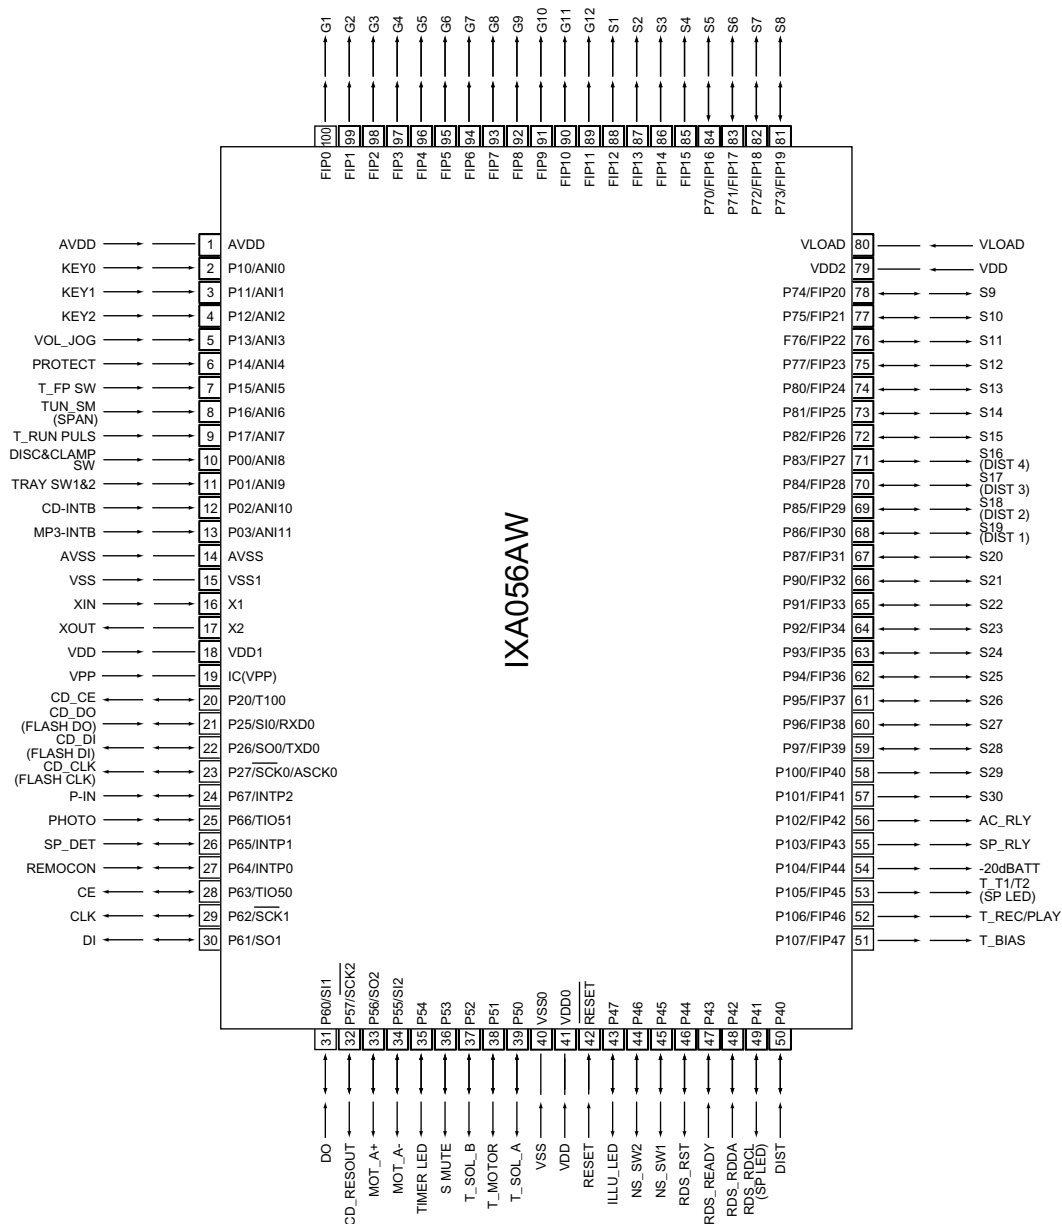 G1 G2 G3 G4 G5 G6 G7 G8 G9 G10 G11 G12 S1 S2 S3 S4 S5 S6 S7 S8
100 99 98 97 96 95 94 93 92 91 90 89 88 87 86 85 84 83 82 81
FIP0 FIP1 FIP2 FIP3 FIP4 FIP5 FIP6 FIP7 FIP8 FIP9 FIP10 FIP11 FIP12 FIP13 FIP14 FIP15 P70/FIP16 P71/FIP17 P72/FIP18 P73/FIP19
AVDD 1 AVDD VLOAD 80 VLOAD
KEY0 2 P10/ANI0 VDD2 79 VDD
KEY1 3 P11/ANI1 P74/FIP20 78 S9
KEY2 4 P12/ANI2 P75/FIP21 77 S10
VOL_JOG 5 P13/ANI3 F76/FIP22 76 S11
PROTECT 6 P14/ANI4 P77/FIP23 75 S12
T_FP SW 7 P15/ANI5 P80/FIP24 74 S13
TUN_SM (SPAN) 8 P16/ANI6 P81/FIP25 73 S14
T_RUN PULS 9 P17/ANI7 P82/FIP26 72 S15
DISC&CLAMP SW 10 P00/ANI8 P83/FIP27 71 S16 (DIST 4)
TRAY SW1&2 11 P01/ANI9 P84/FIP28 70 S17 (DIST 3)
CD-INTB 12 P02/ANI10 P85/FIP29 69 S18 (DIST 2)
MP3-INTB 13 P03/ANI11 P86/FIP30 68 S19 (DIST 1)
AVSS 14 AVSS P87/FIP31 67 S20
VSS 15 VSS1 P90/FIP32 66 S21
XIN 16 X1 P91/FIP33 65 S22
XOUT 17 X2 P92/FIP34 64 S23
VDD 18 VDD1 P93/FIP35 63 S24
VPP 19 IC(VPP) P94/FIP36 62 S25
CD_CE 20 P20/T100 P95/FIP37 61 S26
CD_DO (FLASH DO) 21 P25/SI0/RXD0 P96/FIP38 60 S27
CD_DI (FLASH DI) 22 P26/SO0/TXD0 P97/FIP39 59 S28
CD_CLK (FLASH CLK) 23 P27/SCK0/ASCK0 P100/FIP40 58 S29
P-IN 24 P67/INTP2 P101/FIP41 57 S30
PHOTO 25 P66/TIO51 P102/FIP42 56 AC_RLY
SP_DET 26 P65/INTP1 P103/FIP43 55 SP_RLY
REMOCON 27 P64/INTP0 P104/FIP44 54 -20dBATT
CE 28 P63/TIO50 P105/FIP45 53 T_T1/T2 (SP LED)
CLK 29 P62/SCK1 P106/FIP46 52 T_REC/PLAY
DI 30 P61/SO1 P107/FIP47 51 T_BIAS
IXA056AW
P60/SI1 P57/SCK2 P56/SO2 P55/SI2 P54 P53 P52 P51 P50 VSS0 VDD0 RESET P47 P46 P45 P44 P43 P42 P41 P40
31 32 33 34 35 36 37 38 39 40 41 42 43 44 45 46 47 48 49 50
DO CD_RESOUT MOT_A+ MOT_A- TIMER LED S MUTE T_SOL_B T_MOTOR T_SOL_A VSS VDD RESET ILLU_LED NS_SW2 NS_SW1 RDS_RST RDS_READY RDS_RDDA RDS_RDCL (SP LED) DIST